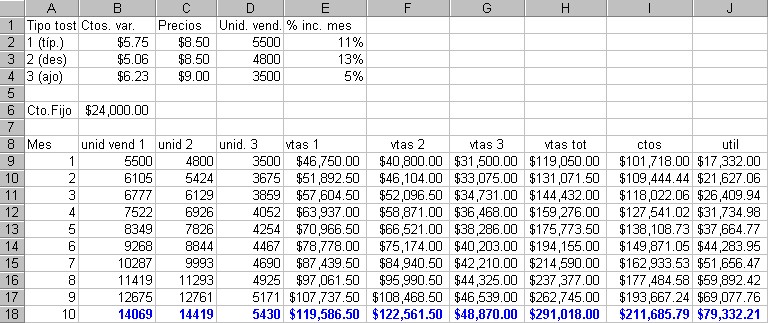 A B C D E F G H I J
1 Tipo tost Ctos. var. Precios Unid. vend. % inc. mes
2 1 (típ.) $5.75 $8.50 5500 11%
3 2 (des) $5.06 $8.50 4800 13%
4 3 (ajo) $6.23 $9.00 3500 5%
5
6 Cto.Fijo $24,000.00
7
8 Mes unid vend 1 unid 2 unid. 3 vtas 1 vtas 2 vtas 3 vtas tot ctos util
9 1 5500 4800 3500 $46,750.00 $40,800.00 $31,500.00 $119,050.00 $101,718.00 $17,332.00
10 2 6105 5424 3675 $51,892.50 $46,104.00 $33,075.00 $131,071.50 $109,444.44 $21,627.06
11 3 6777 6129 3859 $57,604.50 $52,096.50 $34,731.00 $144,432.00 $118,022.06 $26,409.94
12 4 7522 6926 4052 $63,937.00 $58,871.00 $36,468.00 $159,276.00 $127,541.02 $31,734.98
13 5 8349 7826 4254 $70,966.50 $66,521.00 $38,286.00 $175,773.50 $138,108.73 $37,664.77
14 6 9268 8844 4467 $78,778.00 $75,174.00 $40,203.00 $194,155.00 $149,871.05 $44,283.95
15 7 10287 9993 4690 $87,439.50 $84,940.50 $42,210.00 $214,590.00 $162,933.53 $51,656.47
16 8 11419 11293 4925 $97,061.50 $95,990.50 $44,325.00 $237,377.00 $177,484.58 $59,892.42
17 9 12675 12761 5171 $107,737.50 $108,468.50 $46,539.00 $262,745.00 $193,667.24 $69,077.76
18 10 14069 14419 5430 $119,586.50 $122,561.50 $48,870.00 $291,018.00 $211,685.79 $79,332.21